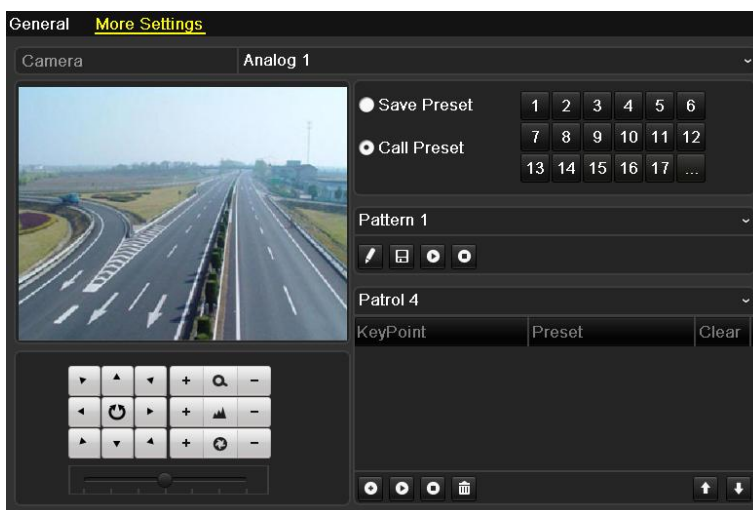 General More Settings
Camera Analog 1
Save Preset
Call Preset
1 2 3 4 5 6
7 8 9 10 11 12
13 14 15 16 17 ...
Pattern 1
Patrol 4
KeyPoint Preset Clear
+ -
+ -
+ -